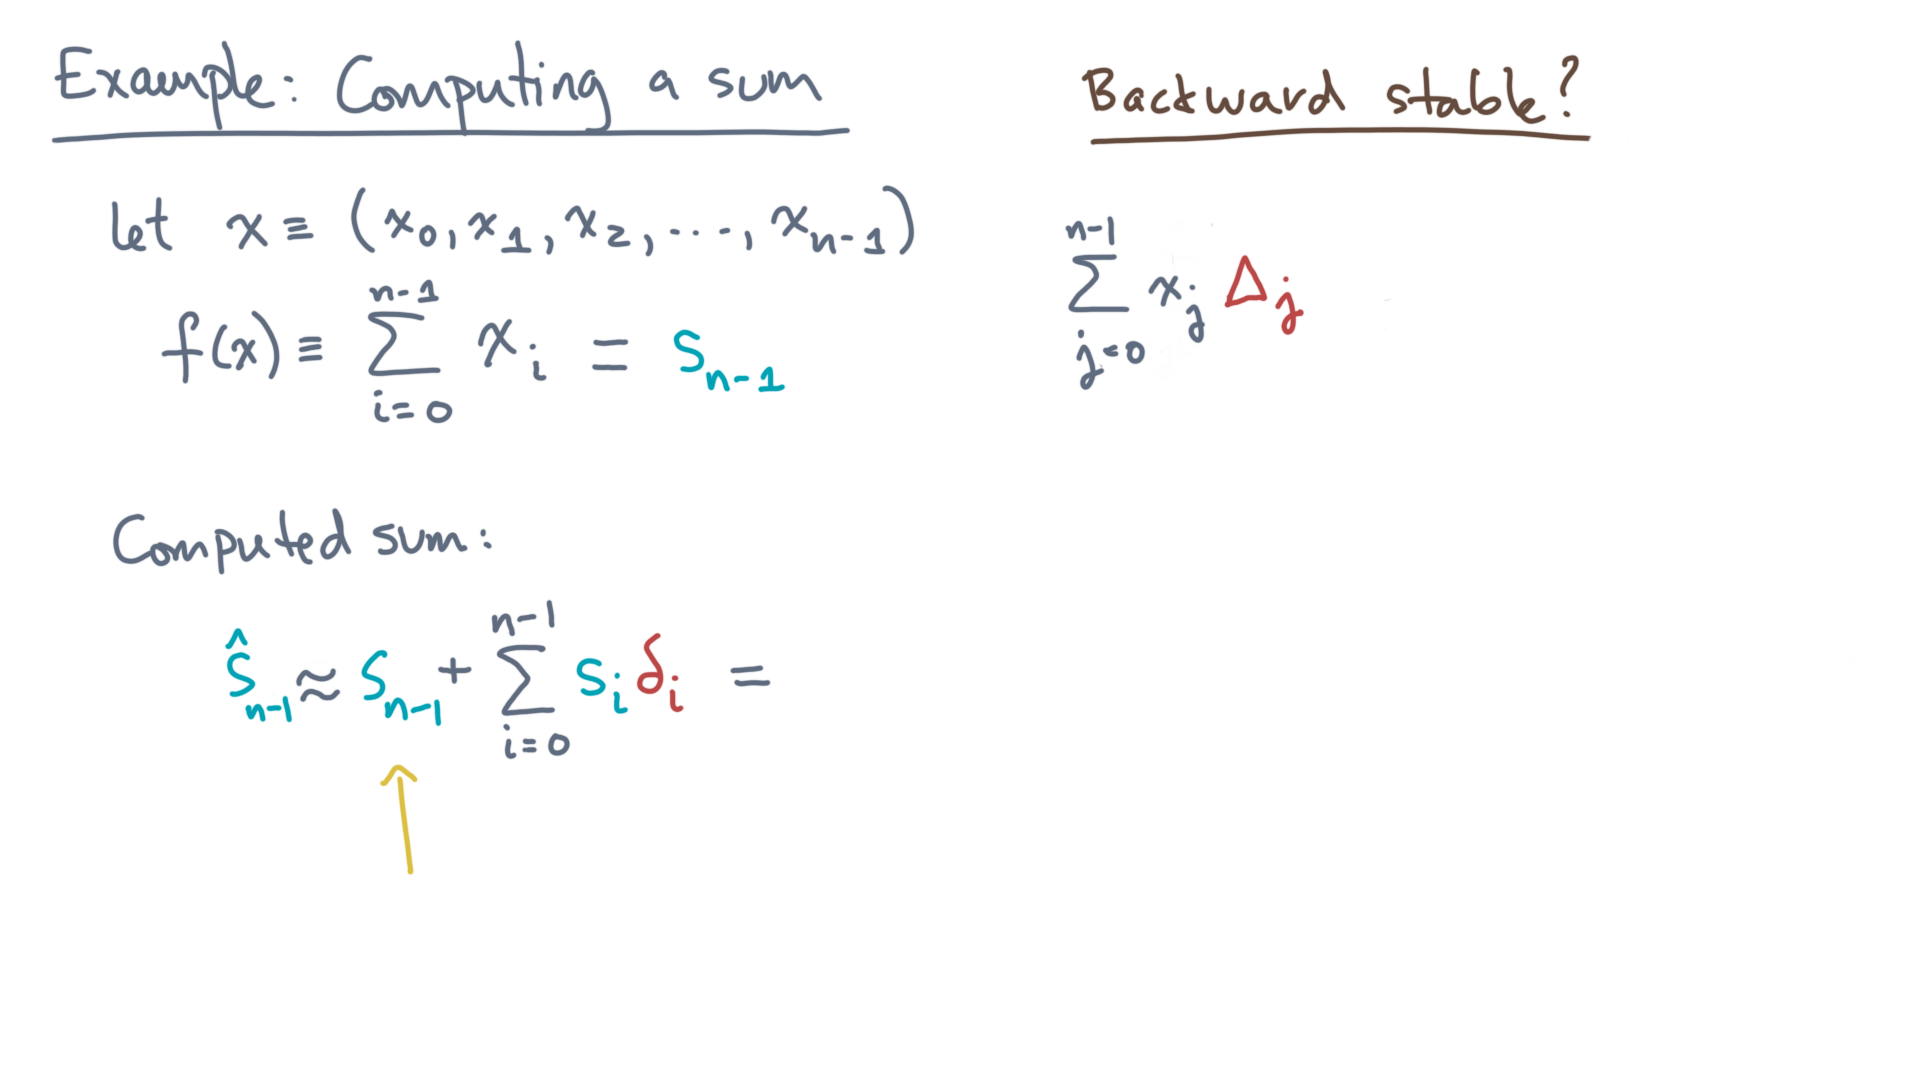 Example: Computing a sum
let x ≡ (x₀, x₁, x₂, ..., xₙ₋₁)
n-1
f(x) ≡ ∑ xᵢ = Sₙ₋₁
i=0
Computed sum:
n-1
ŝₙ₋₁ ≈ Sₙ₋₁ + ∑ Sᵢ δᵢ =
i=0
Backward stable?
n-1
∑ xⱼ Δⱼ
j=0